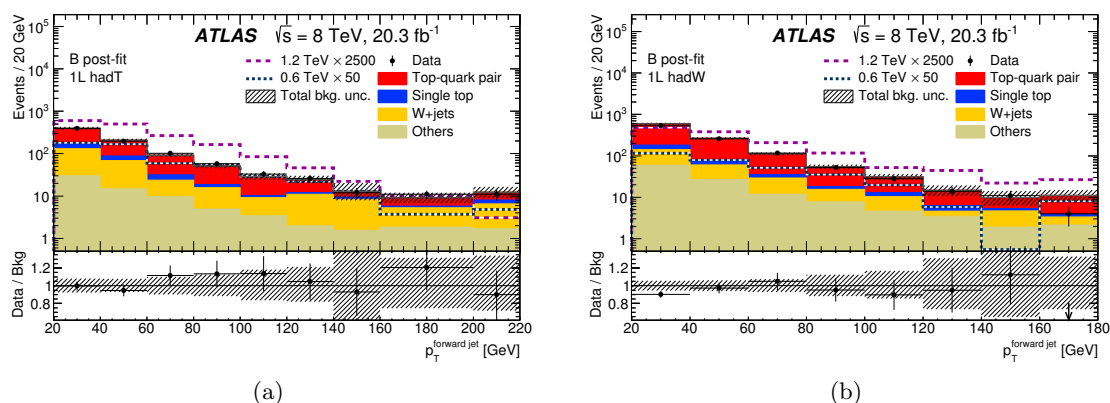 ATLAS √s = 8 TeV, 20.3 fb⁻¹
B post-fit
1L hadT
1.2 TeV × 2500
0.6 TeV × 50
Total bkg. unc.
Data
Top-quark pair
Single top
W+jets
Others
Events / 20 GeV
10⁵
10⁴
10³
10²
10
1
Data / Bkg
1.2
1
0.8
20 40 60 80 100 120 140 160 180 200 220
p_T^forward jet [GeV]
(a)
ATLAS √s = 8 TeV, 20.3 fb⁻¹
B post-fit
1L hadW
1.2 TeV × 2500
0.6 TeV × 50
Total bkg. unc.
Data
Top-quark pair
Single top
W+jets
Others
Events / 20 GeV
10⁵
10⁴
10³
10²
10
1
Data / Bkg
1.2
1
0.8
20 40 60 80 100 120 140 160 180
p_T^forward jet [GeV]
(b)